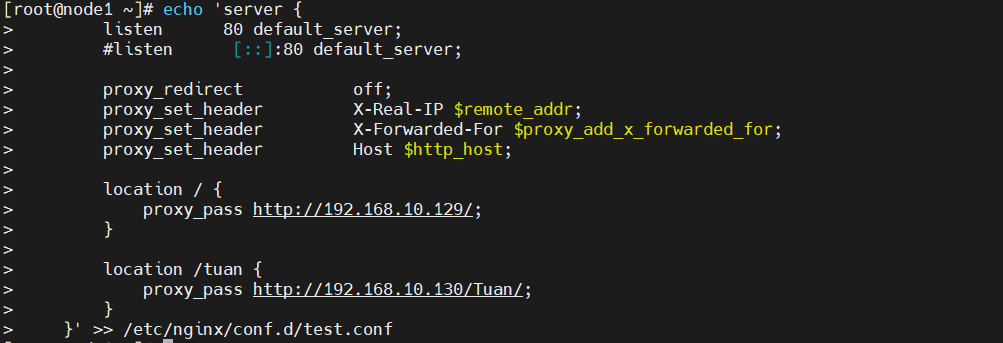 [root@node1 ~]# echo 'server {
>         listen      80 default_server;
>         #listen      [::]:80 default_server;
>
>         proxy_redirect           off;
>         proxy_set_header         X-Real-IP $remote_addr;
>         proxy_set_header         X-Forwarded-For $proxy_add_x_forwarded_for;
>         proxy_set_header         Host $http_host;
>
>         location / {
>             proxy_pass http://192.168.10.129/;
>         }
>
>         location /tuan {
>             proxy_pass http://192.168.10.130/Tuan/;
>         }
>     }' >> /etc/nginx/conf.d/test.conf